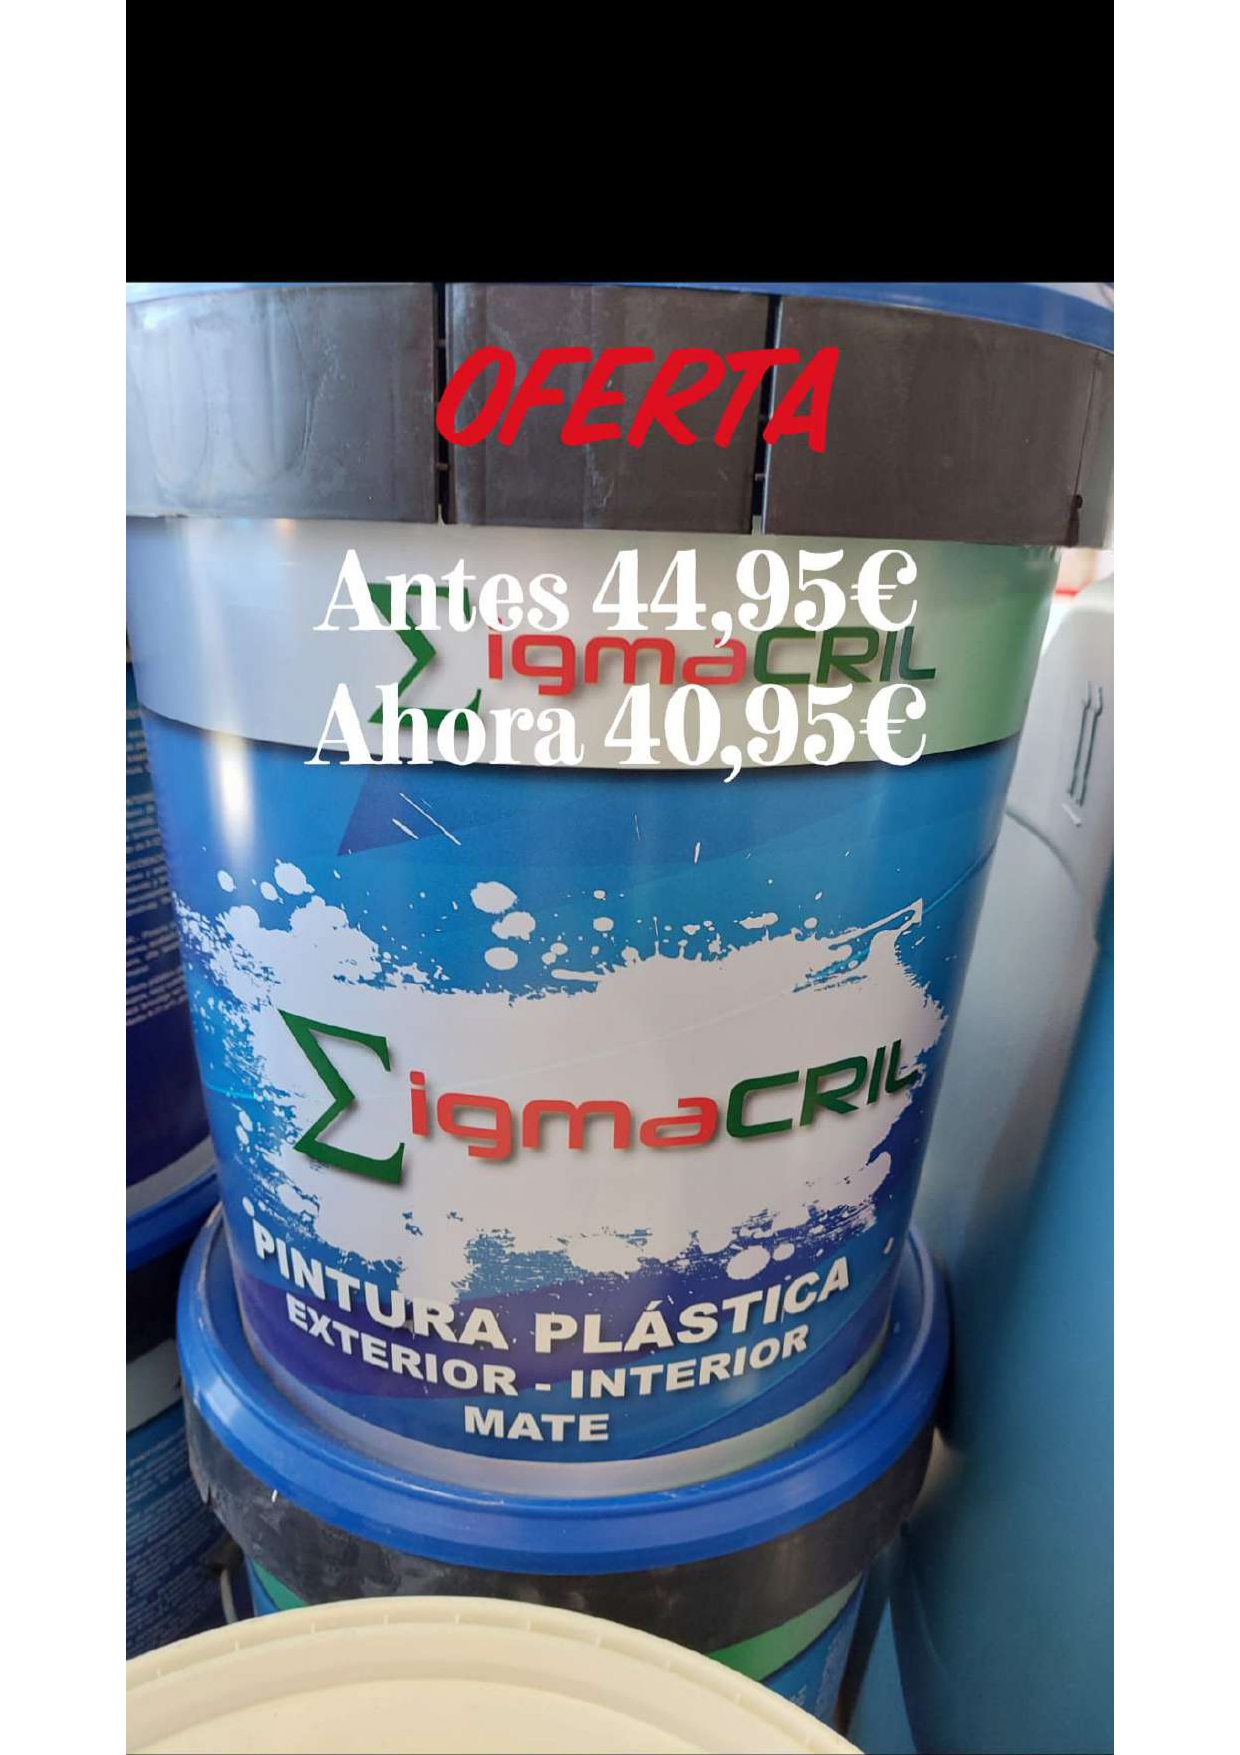 OFERTA
Antes 44,95€
ΣigmaCRIL
Ahora 40,95€
ΣigmaCRIL
PINTURA PLÁSTICA
EXTERIOR - INTERIOR
MATE